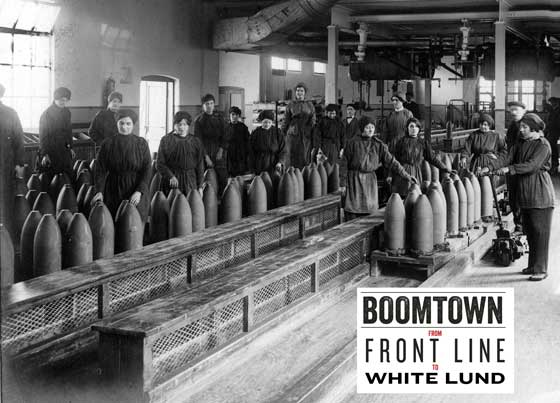 BOOMTOWN
FROM
FRONT LINE
TO
WHITE LUND